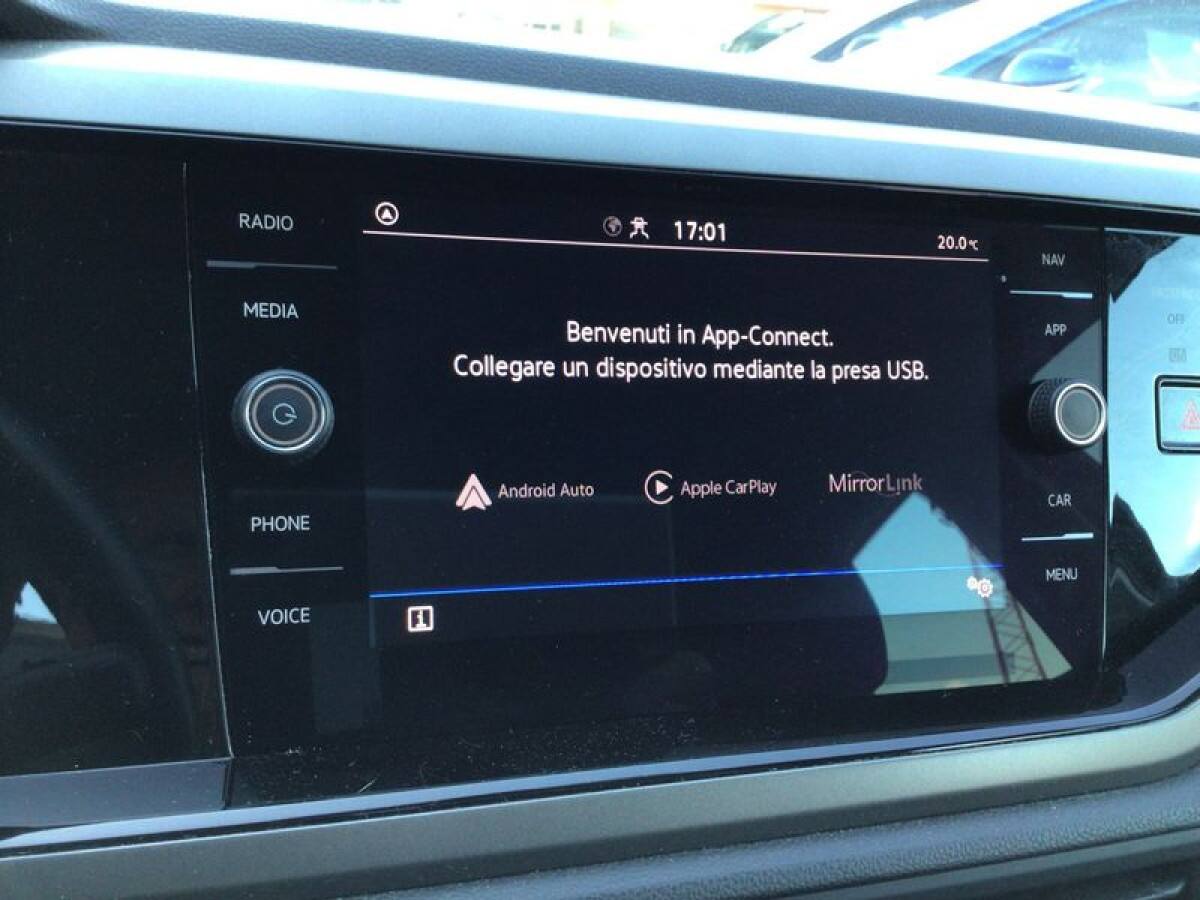 RADIO
MEDIA
PHONE
VOICE
17:01
20.0°C
Benvenuti in App-Connect.
Collegare un dispositivo mediante la presa USB.
Android Auto
Apple CarPlay
MirrorLink
i
NAV
APP
CAR
MENU
OFF